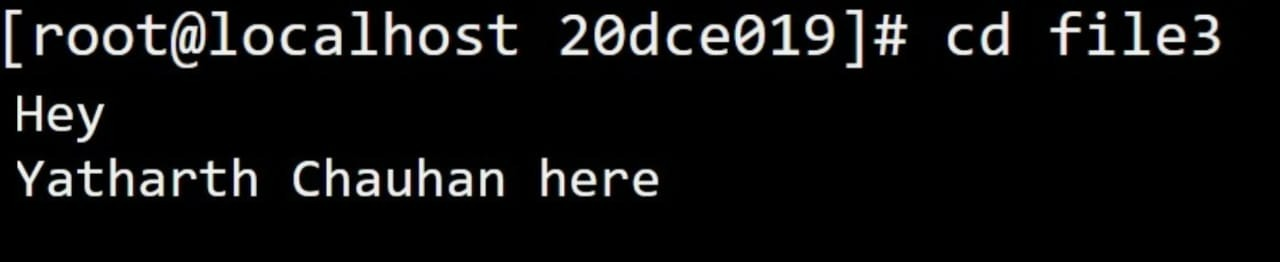 [root@localhost 20dce019]# cd file3
Hey
Yatharth Chauhan here